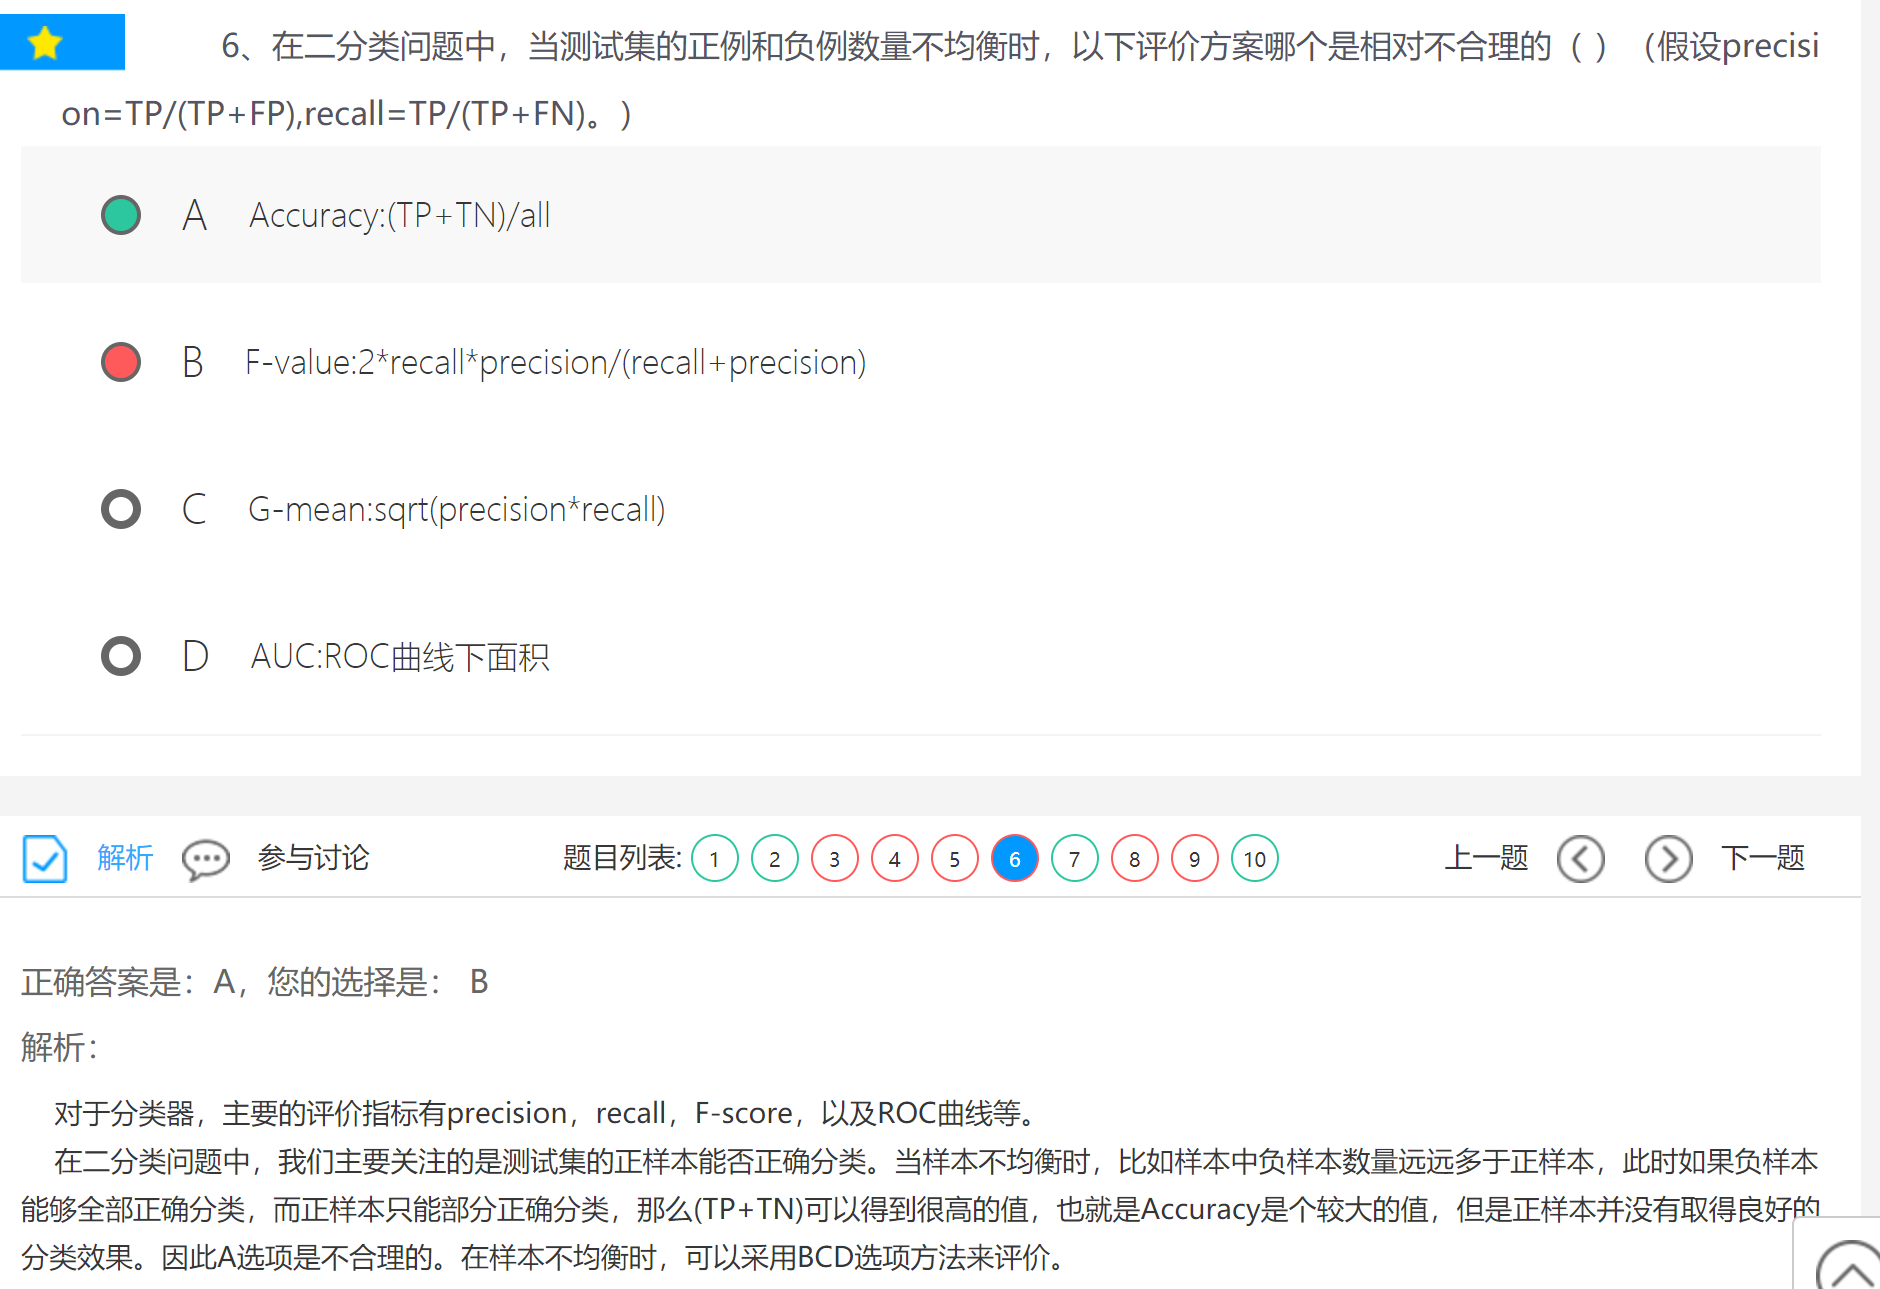 6、在二分类问题中，当测试集的正例和负例数量不均衡时，以下评价方案哪个是相对不合理的（ ）（假设precisi
on=TP/(TP+FP),recall=TP/(TP+FN)。）
A Accuracy:(TP+TN)/all
B F-value:2*recall*precision/(recall+precision)
C G-mean:sqrt(precision*recall)
D AUC:ROC曲线下面积
解析 参与讨论 题目列表: 1 2 3 4 5 6 7 8 9 10 上一题 下一题
正确答案是：A，您的选择是： B
解析：
对于分类器，主要的评价指标有precision，recall，F-score，以及ROC曲线等。
在二分类问题中，我们主要关注的是测试集的正样本能否正确分类。当样本不均衡时，比如样本中负样本数量远远多于正样本，此时如果负样本
能够全部正确分类，而正样本只能部分正确分类，那么(TP+TN)可以得到很高的值，也就是Accuracy是个较大的值，但是正样本并没有取得良好的
分类效果。因此A选项是不合理的。在样本不均衡时，可以采用BCD选项方法来评价。